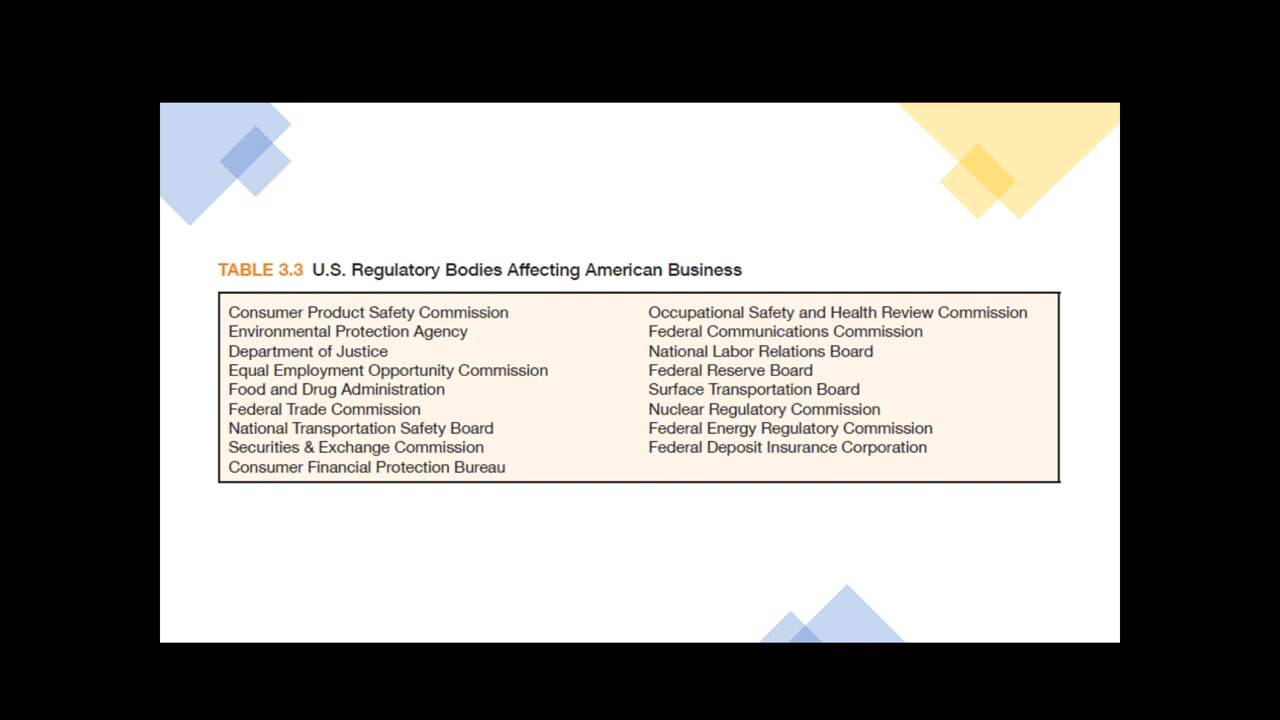 TABLE 3.3 U.S. Regulatory Bodies Affecting American Business
Consumer Product Safety Commission
Environmental Protection Agency
Department of Justice
Equal Employment Opportunity Commission
Food and Drug Administration
Federal Trade Commission
National Transportation Safety Board
Securities & Exchange Commission
Consumer Financial Protection Bureau
Occupational Safety and Health Review Commission
Federal Communications Commission
National Labor Relations Board
Federal Reserve Board
Surface Transportation Board
Nuclear Regulatory Commission
Federal Energy Regulatory Commission
Federal Deposit Insurance Corporation